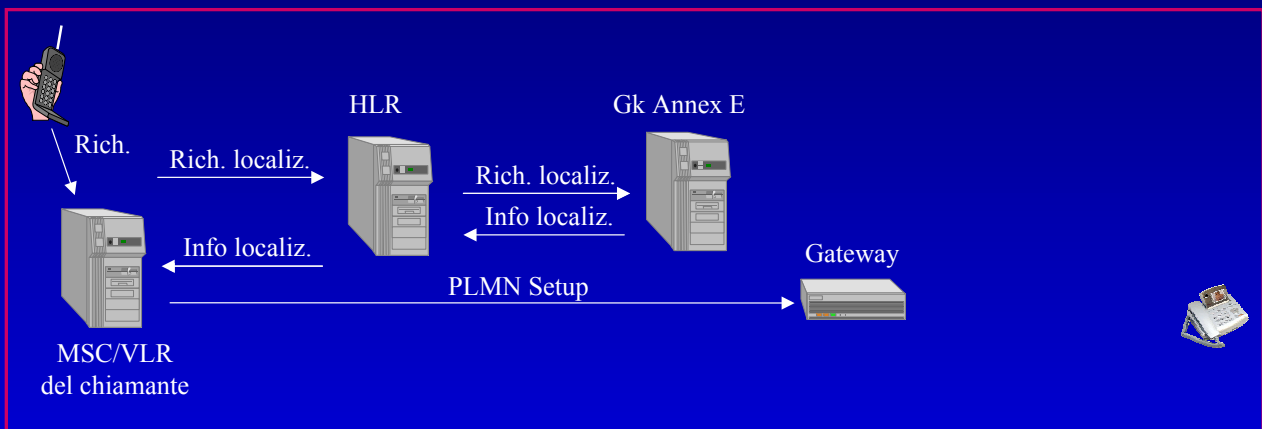 HLR
Gk Annex E
Rich.
Rich. localiz.
Rich. localiz.
Info localiz.
Info localiz.
Gateway
PLMN Setup
MSC/VLR
del chiamante